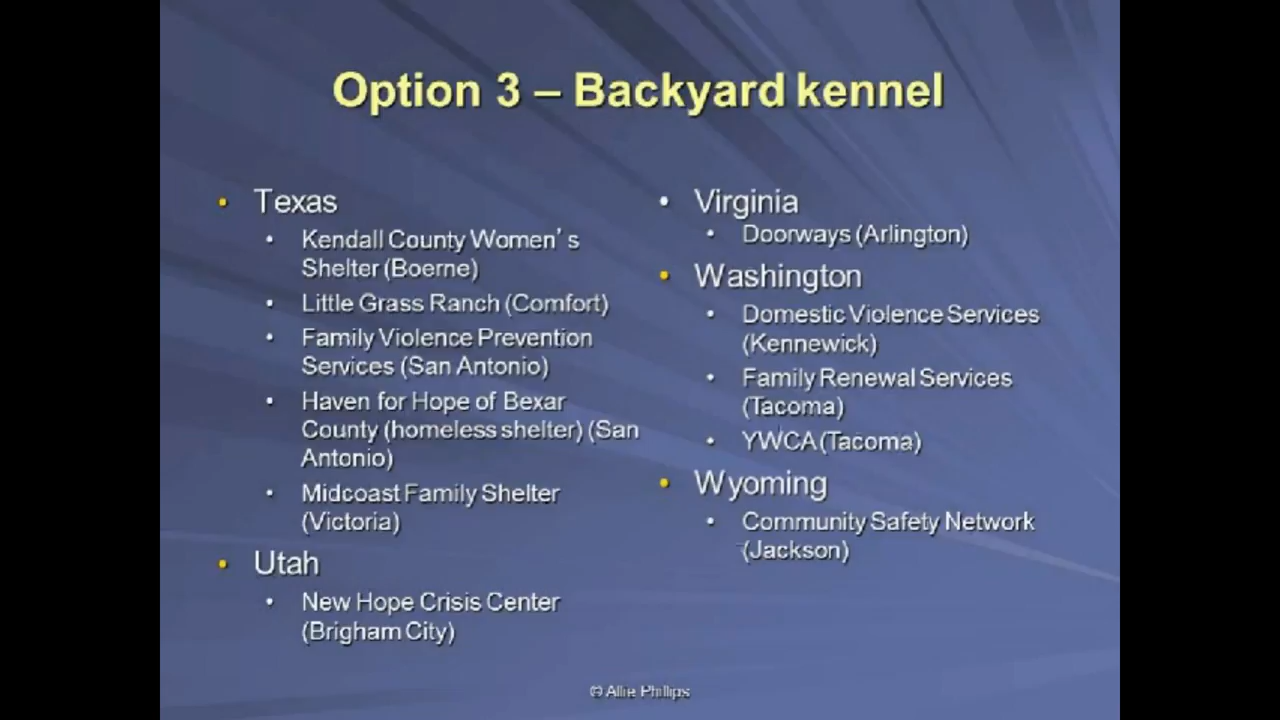 Option 3 – Backyard kennel
• Texas
• Kendall County Women’ s
Shelter (Boerne)
• Little Grass Ranch (Comfort)
• Family Violence Prevention
Services (San Antonio)
• Haven for Hope of Bexar
County (homeless shelter) (San
Antonio)
• Midcoast Family Shelter
(Victoria)
• Utah
• New Hope Crisis Center
(Brigham City)
• Virginia
• Doorways (Arlington)
• Washington
• Domestic Violence Services
(Kennewick)
• Family Renewal Services
(Tacoma)
• YWCA (Tacoma)
• Wyoming
• Community Safety Network
(Jackson)
© Allie Phillips